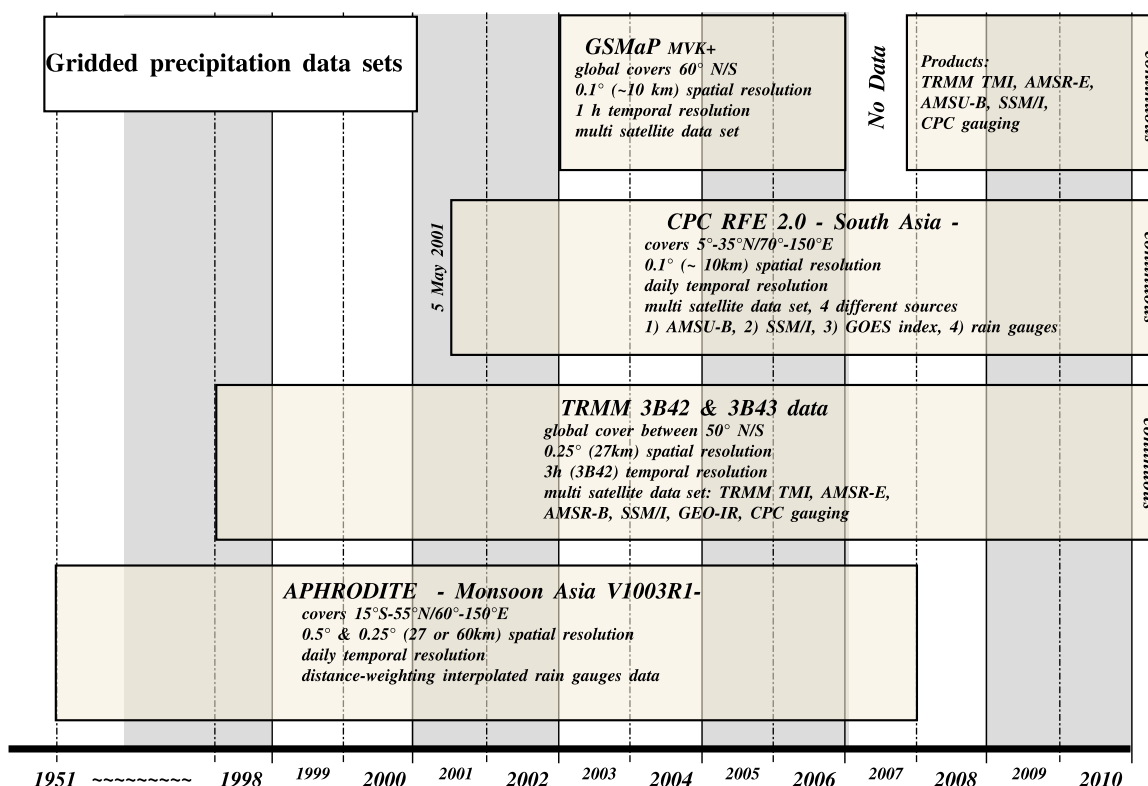 Gridded precipitation data sets
GSMaP MVK+
global covers 60° N/S
0.1° (~10 km) spatial resolution
1 h temporal resolution
multi satellite data set
No Data
Products:
TRMM TMI, AMSR-E,
AMSU-B, SSM/I,
CPC gauging
5 May 2001
CPC RFE 2.0 - South Asia -
covers 5°-35°N/70°-150°E
0.1° (~ 10km) spatial resolution
daily temporal resolution
multi satellite data set, 4 different sources
1) AMSU-B, 2) SSM/I, 3) GOES index, 4) rain gauges
TRMM 3B42 & 3B43 data
global cover between 50° N/S
0.25° (27km) spatial resolution
3h (3B42) temporal resolution
multi satellite data set: TRMM TMI, AMSR-E,
AMSR-B, SSM/I, GEO-IR, CPC gauging
APHRODITE - Monsoon Asia V1003R1-
covers 15°S-55°N/60°-150°E
0.5° & 0.25° (27 or 60km) spatial resolution
daily temporal resolution
distance-weighting interpolated rain gauges data
1951 ~~~~~~~~~ 1998 1999 2000 2001 2002 2003 2004 2005 2006 2007 2008 2009 2010